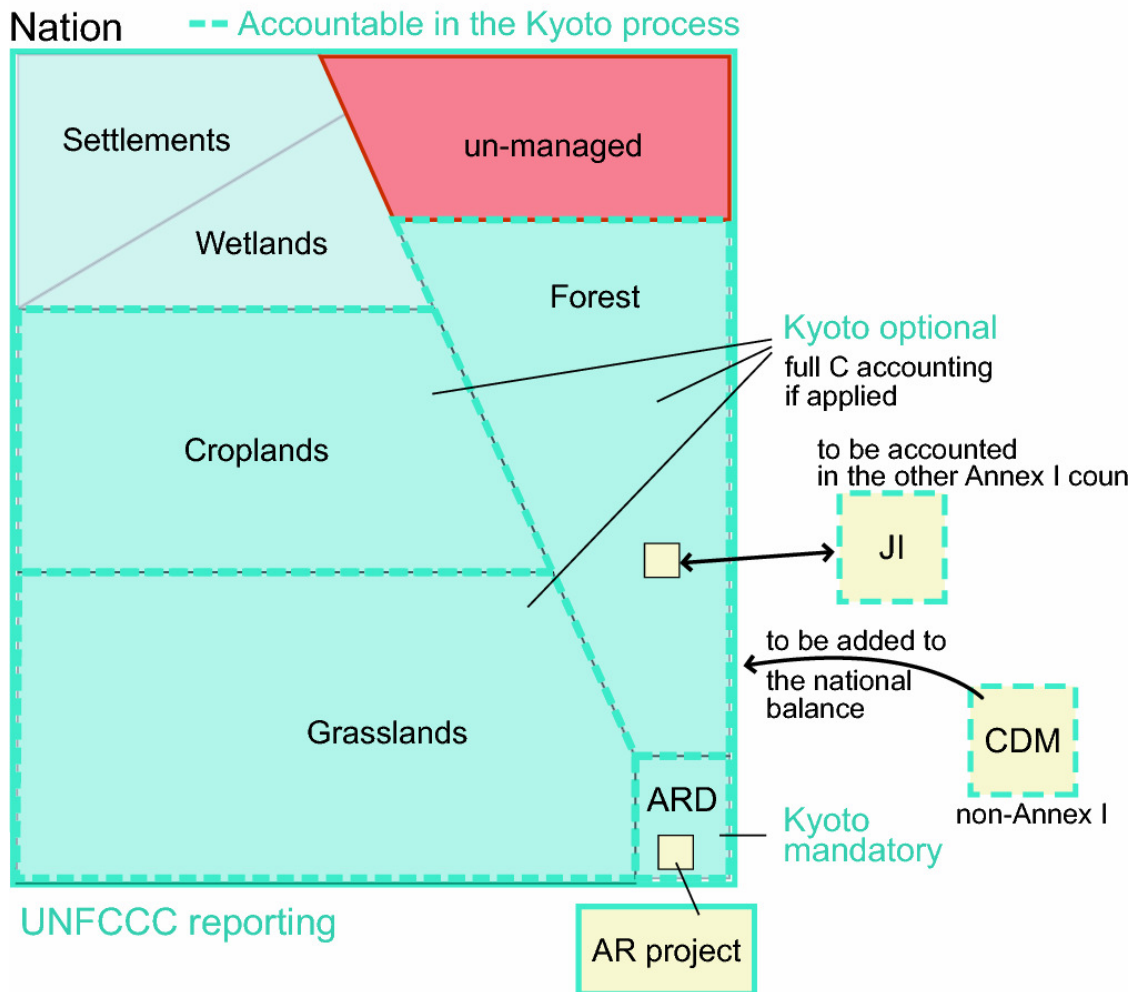 Nation
Accountable in the Kyoto process
Settlements
un-managed
Wetlands
Forest
Kyoto optional
full C accounting
if applied
Croplands
to be accounted
in the other Annex I coun
JI
to be added to
the national
balance
Grasslands
CDM
non-Annex I
ARD
Kyoto
mandatory
UNFCCC reporting
AR project